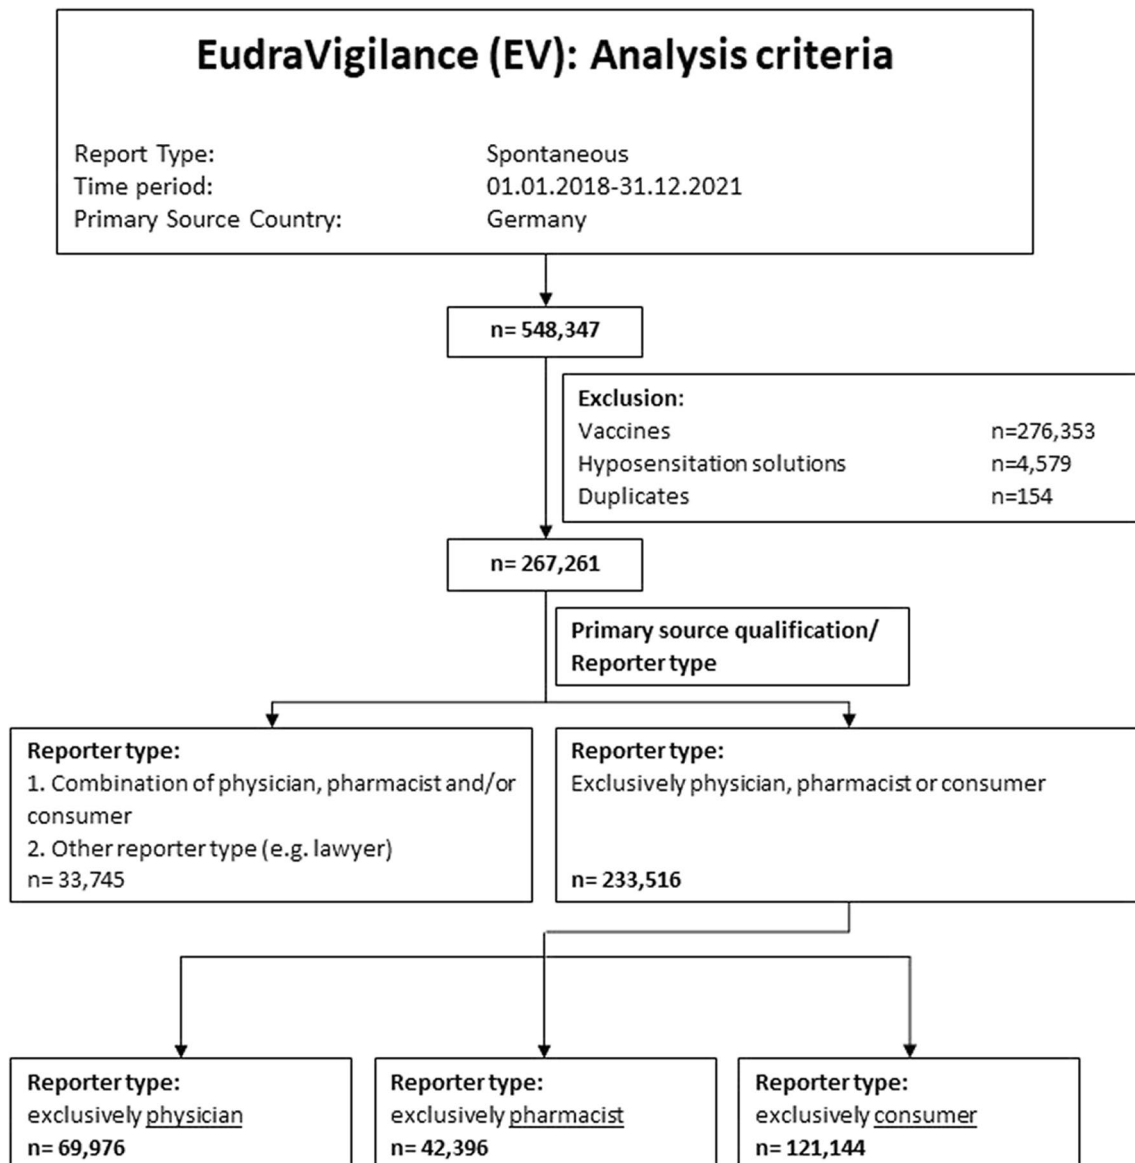 EudraVigilance (EV): Analysis criteria
Report Type: Spontaneous
Time period: 01.01.2018-31.12.2021
Primary Source Country: Germany
n= 548,347
Exclusion:
Vaccines n=276,353
Hyposensitation solutions n=4,579
Duplicates n=154
n= 267,261
Primary source qualification/
Reporter type
Reporter type:
1. Combination of physician, pharmacist and/or
consumer
2. Other reporter type (e.g. lawyer)
n= 33,745
Reporter type:
Exclusively physician, pharmacist or consumer
n= 233,516
Reporter type:
exclusively physician
n= 69,976
Reporter type:
exclusively pharmacist
n= 42,396
Reporter type:
exclusively consumer
n= 121,144